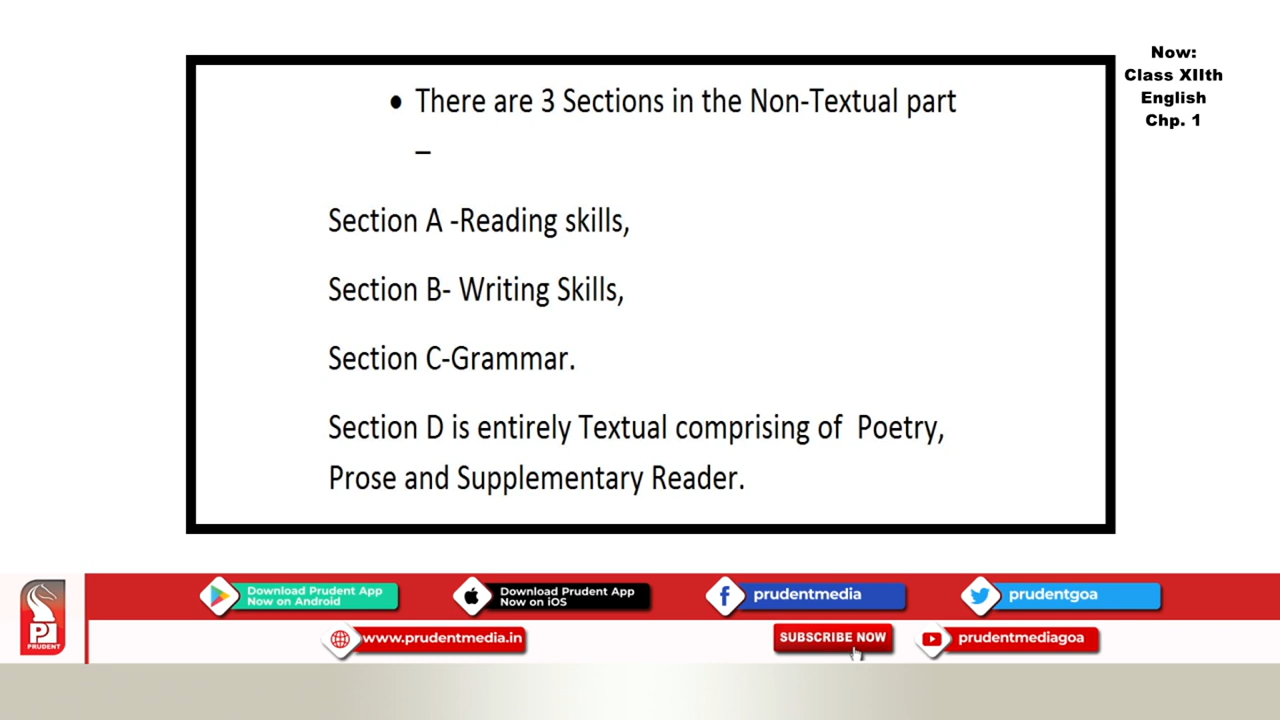 • There are 3 Sections in the Non-Textual part
–
Section A -Reading skills,
Section B- Writing Skills,
Section C-Grammar.
Section D is entirely Textual comprising of Poetry,
Prose and Supplementary Reader.
Now:
Class XIIth
English
Chp. 1
Download Prudent App
Now on Android
Download Prudent App
Now on iOS
prudentmedia
prudentgoa
PRUDENT
www.prudentmedia.in
SUBSCRIBE NOW
prudentmediagoa